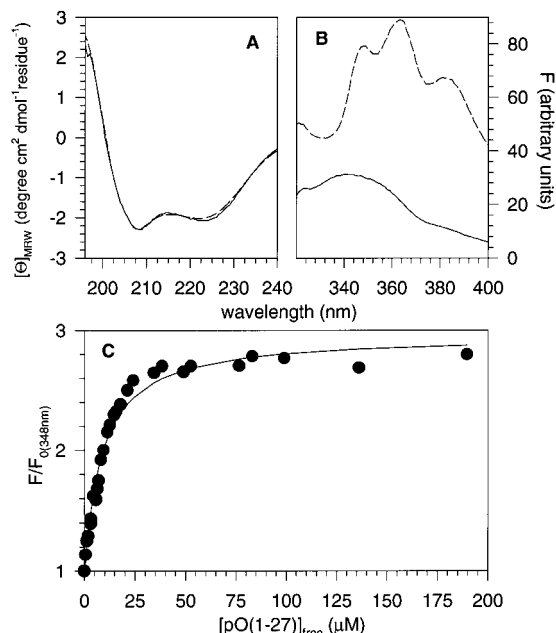 A
B
3
2
1
0
-1
-2
-3
[Θ]MRW (degree cm2 dmol-1residue-1)
200 210 220 230 240
340 360 380 400
80
60
40
20
0
F (arbitrary units)
wavelength (nm)
C
3
2
1
F/F0(348nm)
0 25 50 75 100 125 150 175 200
[pO(1-27)]free (μM)